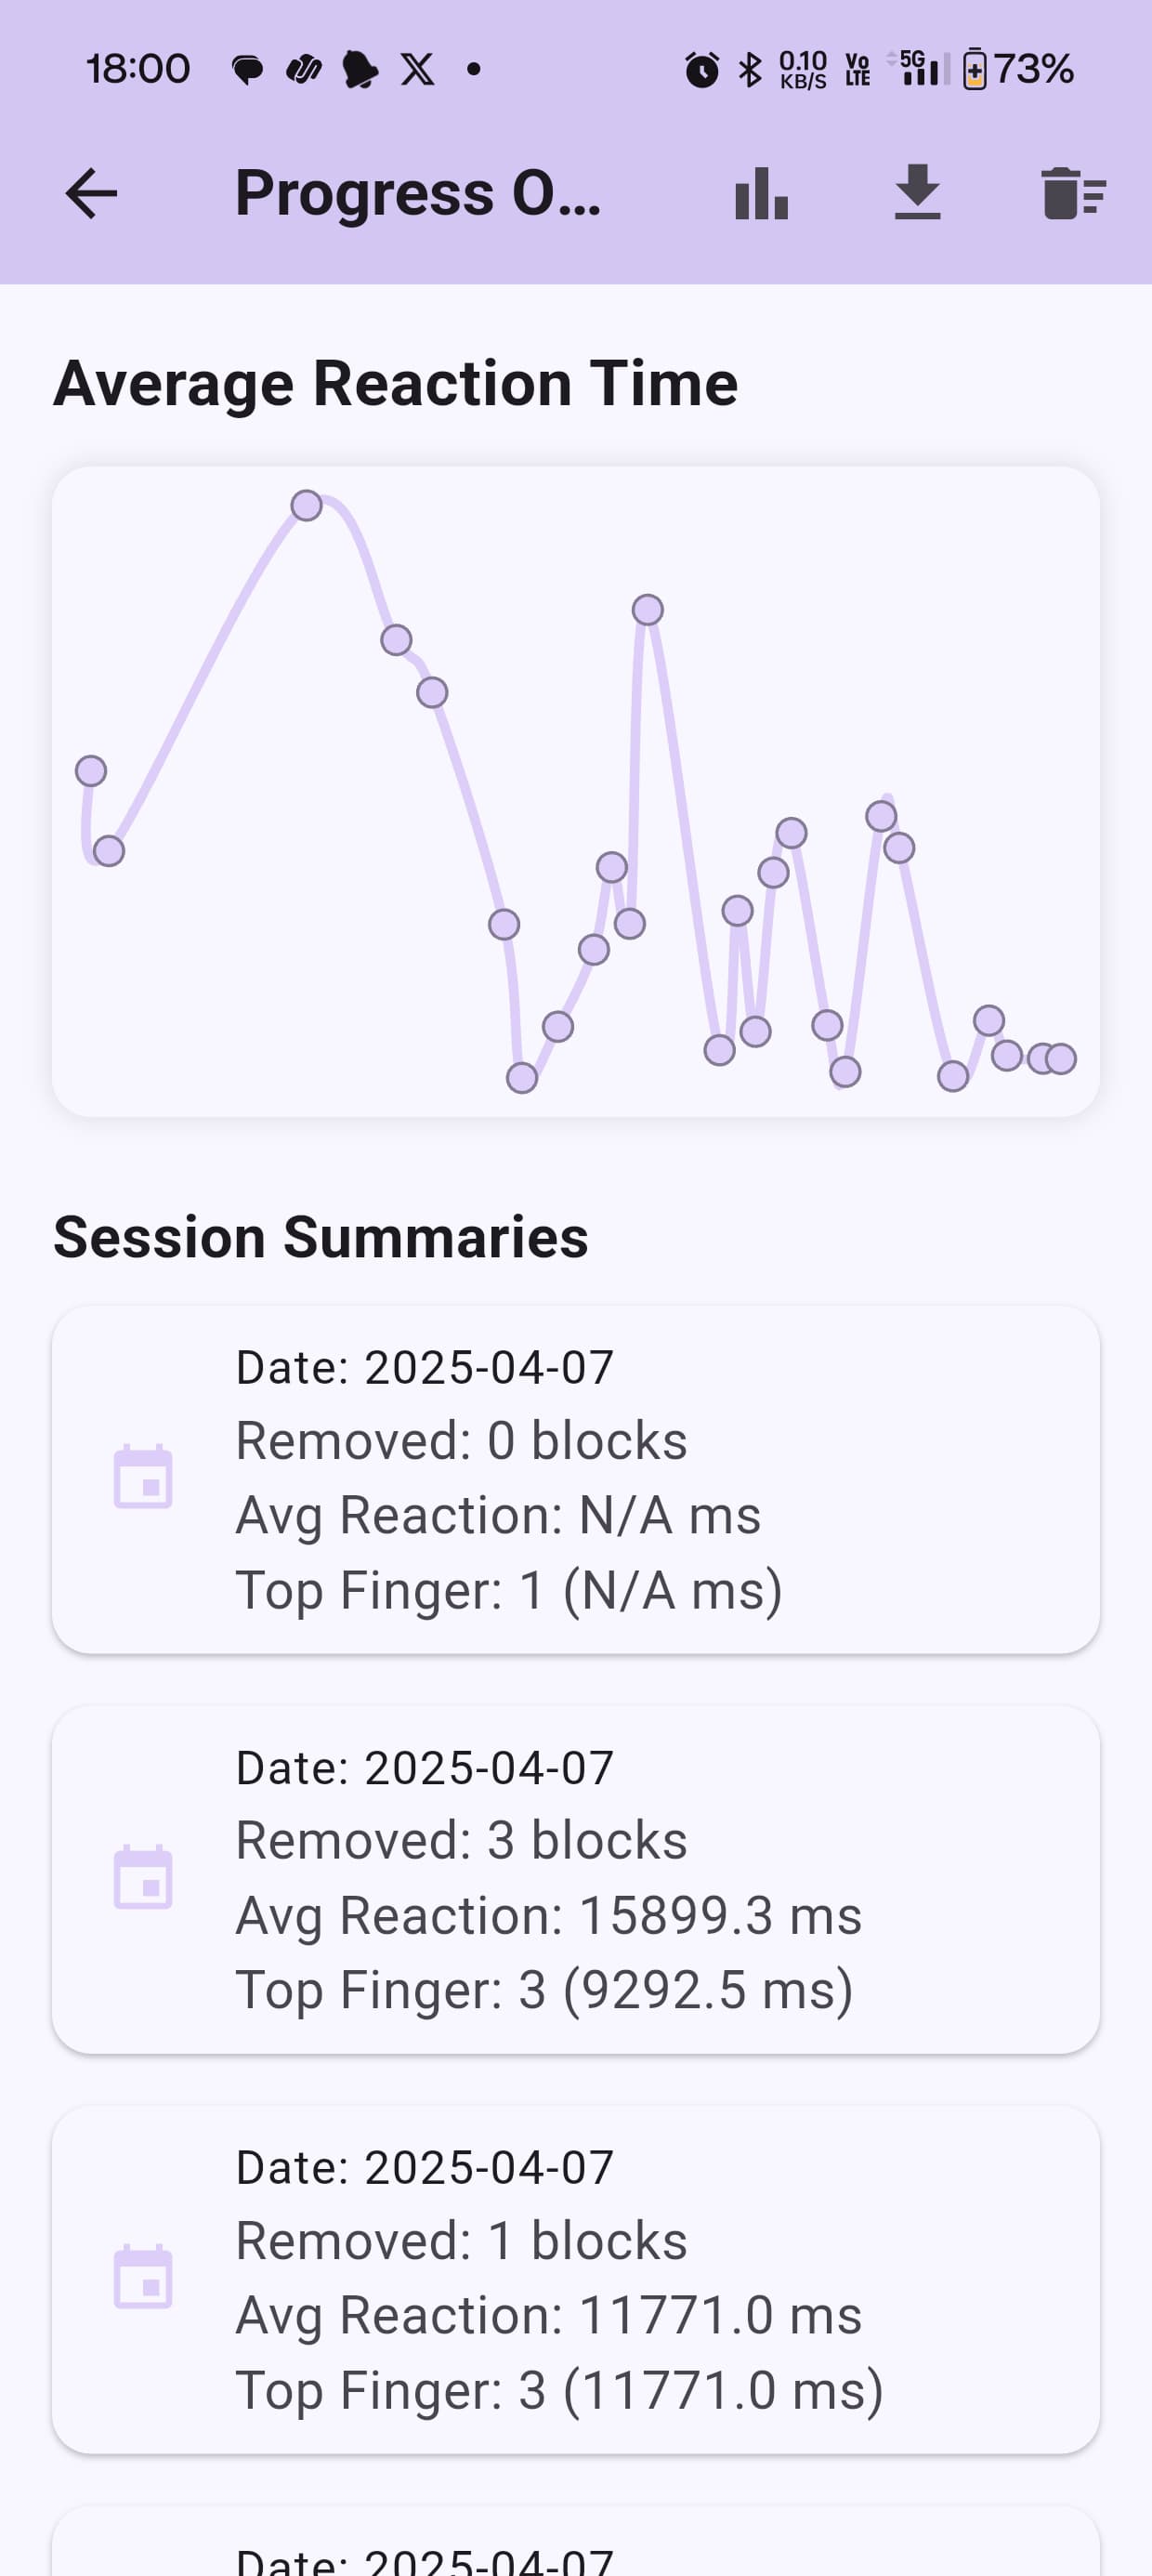 18:00
0.10 KB/S
Vo LTE
5G
73%
Progress O...
Average Reaction Time
Session Summaries
Date: 2025-04-07
Removed: 0 blocks
Avg Reaction: N/A ms
Top Finger: 1 (N/A ms)
Date: 2025-04-07
Removed: 3 blocks
Avg Reaction: 15899.3 ms
Top Finger: 3 (9292.5 ms)
Date: 2025-04-07
Removed: 1 blocks
Avg Reaction: 11771.0 ms
Top Finger: 3 (11771.0 ms)
Date: 2025-04-07